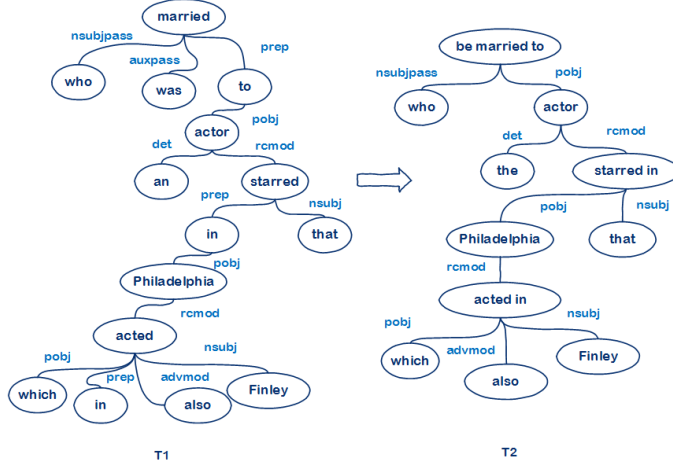 married
nsubjpass
prep
auxpass
who
was
to
pobj
actor
det
rcmod
an
starred
prep
nsubj
in
that
pobj
Philadelphia
rcmod
acted
pobj
prep
advmod
nsubj
which
in
also
Finley
T1
be married to
nsubjpass
pobj
who
actor
det
rcmod
the
starred in
pobj
nsubj
Philadelphia
that
rcmod
acted in
pobj
nsubj
advmod
which
Finley
also
T2